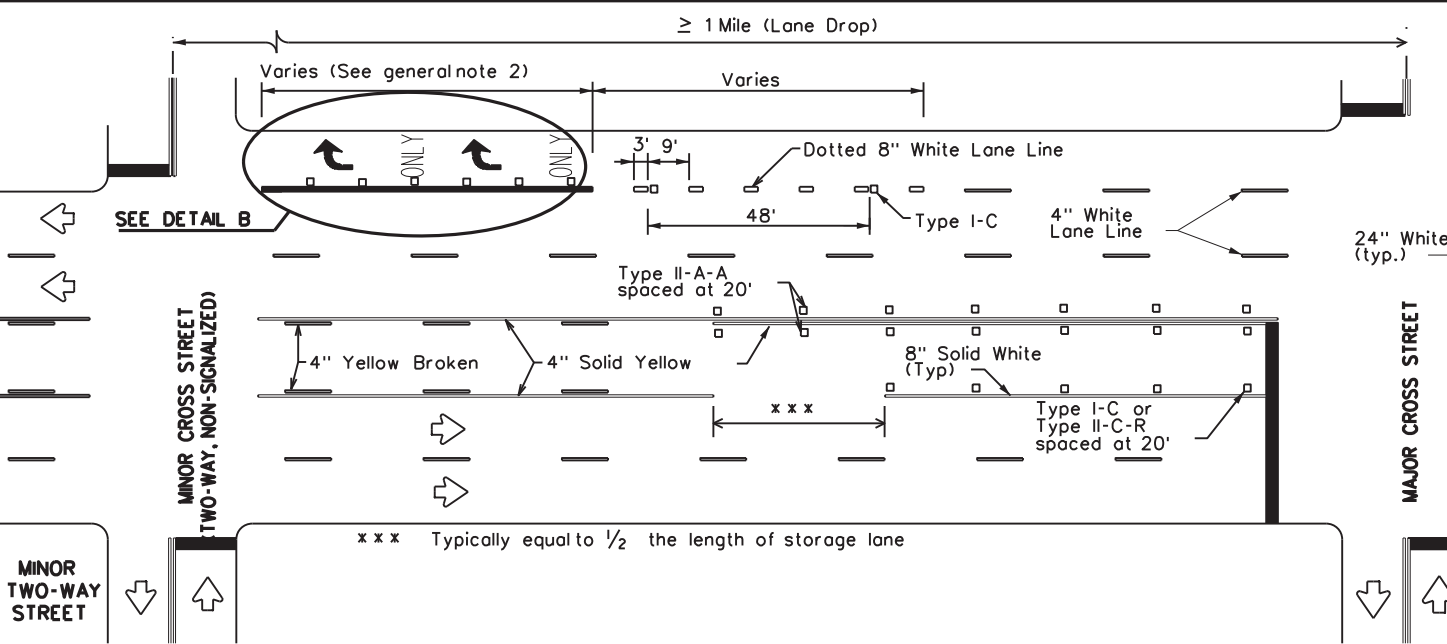 ≥ 1 Mile (Lane Drop)
Varies (See general note 2)
Varies
ONLY
ONLY
3'
9'
Dotted 8" White Lane Line
SEE DETAIL B
48'
Type I-C
4" White
Lane Line
24" White
(typ.)
Type II-A-A
spaced at 20'
4" Yellow Broken
4" Solid Yellow
8" Solid White
(Typ)
***
Type I-C or
Type II-C-R
spaced at 20'
MINOR CROSS STREET
(TWO-WAY, NON-SIGNALIZED)
MAJOR CROSS STREET
*** Typically equal to 1/2 the length of storage lane
MINOR
TWO-WAY
STREET